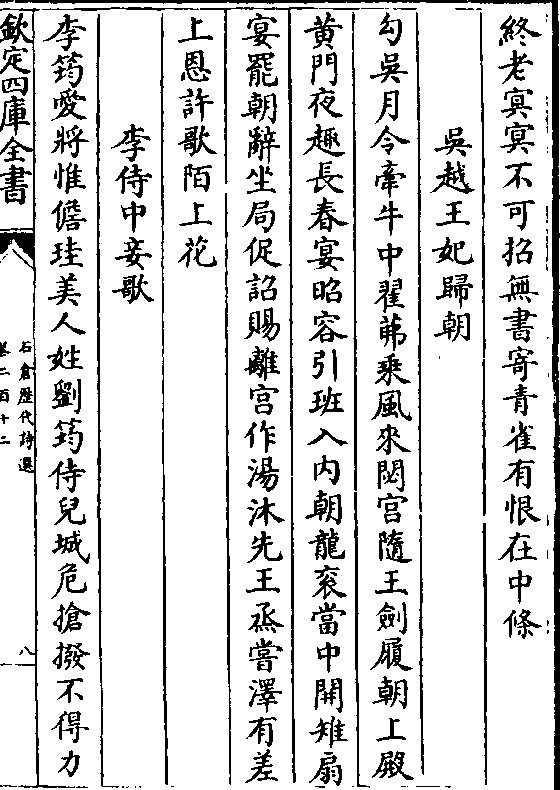 終老冥冥不可招無書寄青雀有恨在中條
吳越王妃歸朝
勾吳月令牽牛中翟茀乘風來閟宮隨王劍履朝上殿
黃門夜趣長春宴昭容引班入内朝龍衮當中開雉扇
宴罷朝辭坐局促詔賜離宮作湯沐先王烝嘗澤有差
上恩許歌陌上花
李侍中妾歌
李筠愛將惟儋珪美人姓劉筠侍兒城危搶撥不得力
欽定四庫全書
石倉歷代詩選
卷二百十二
八